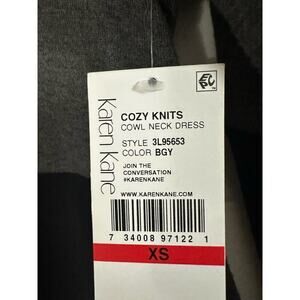 Karen Kane
COZY KNITS
COWL NECK DRESS
STYLE 3L95653
COLOR BGY
JOIN THE
CONVERSATION
#KARENKANE
WWW.KARENKANE.COM
7 34008 97122 1
XS